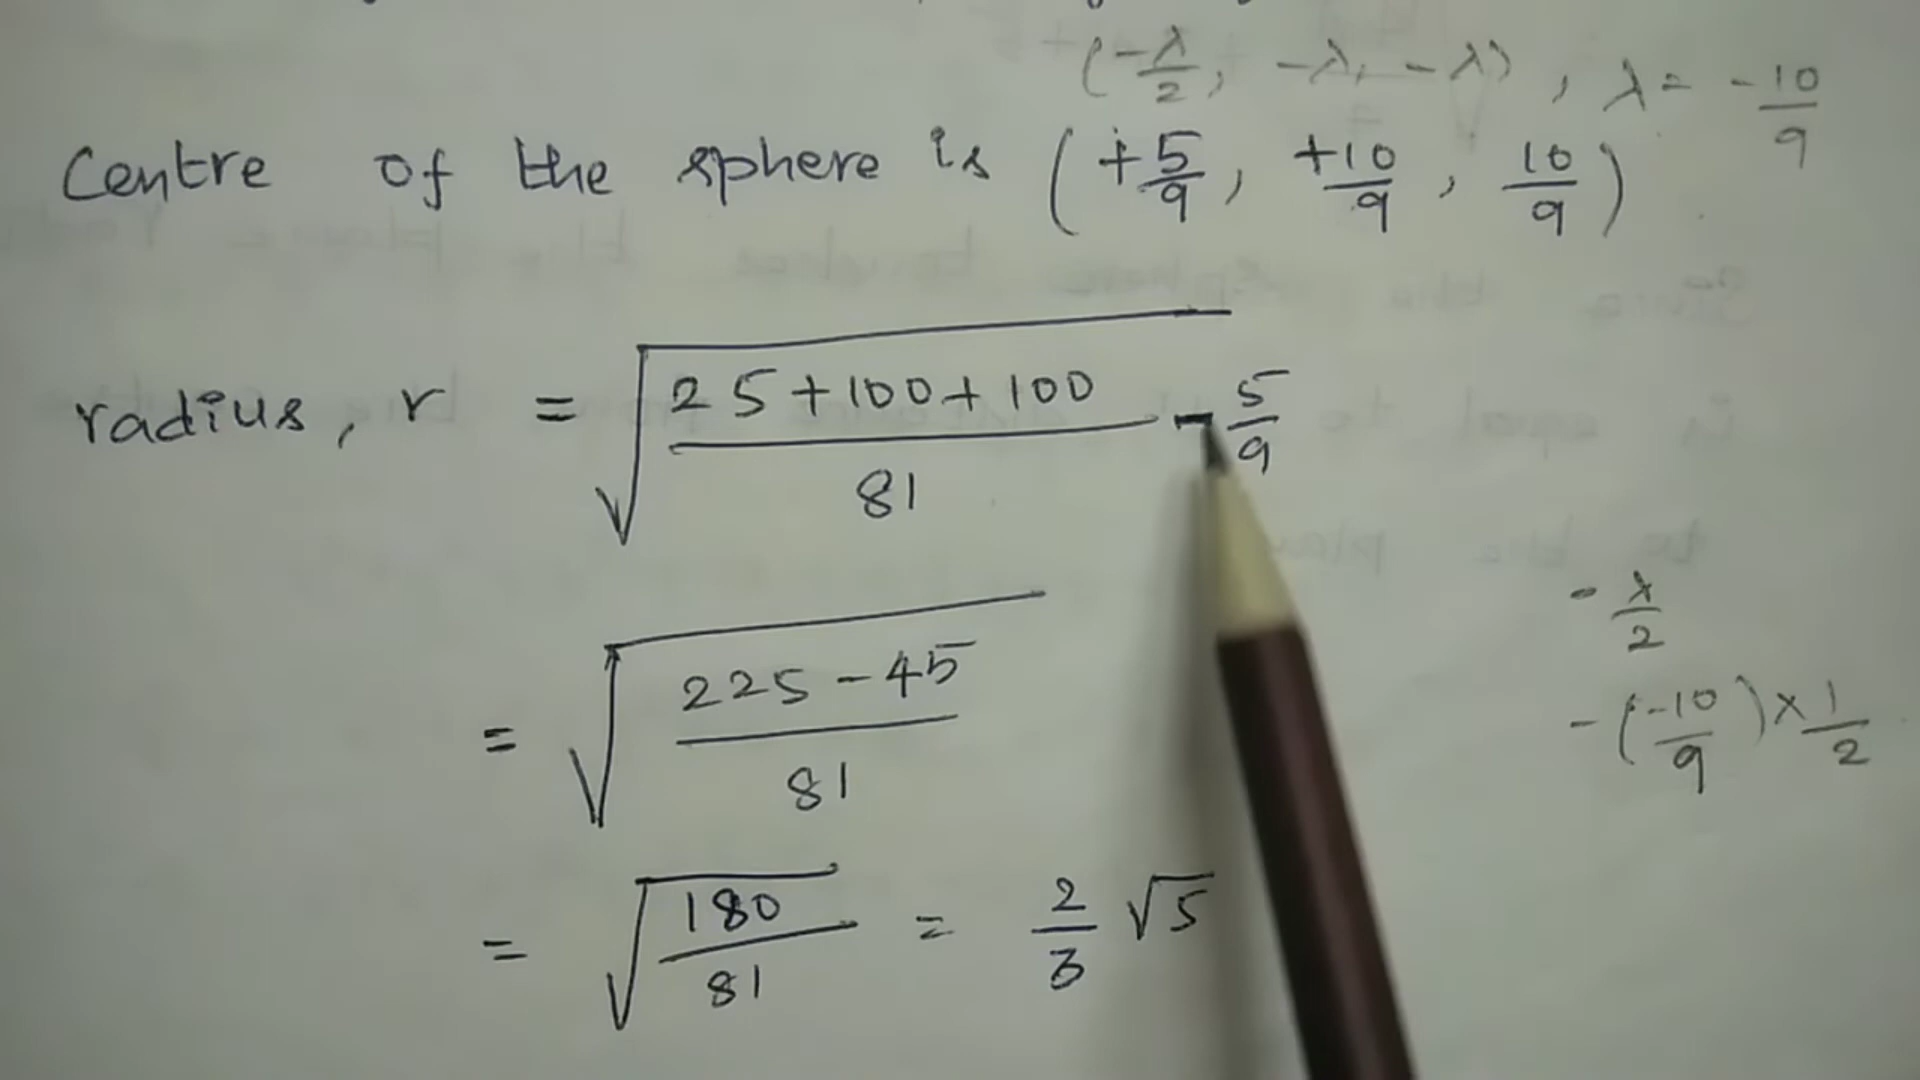 (-λ/2, -λ, -λ), λ = -10/9
Centre of the sphere is (+5/9, +10/9, 10/9)
radius, r = √((25+100+100)/81 - 5/9)
= √((225-45)/81)
-λ/2
-(-10/9) × 1/2
= √(180/81) = 2/3 √5